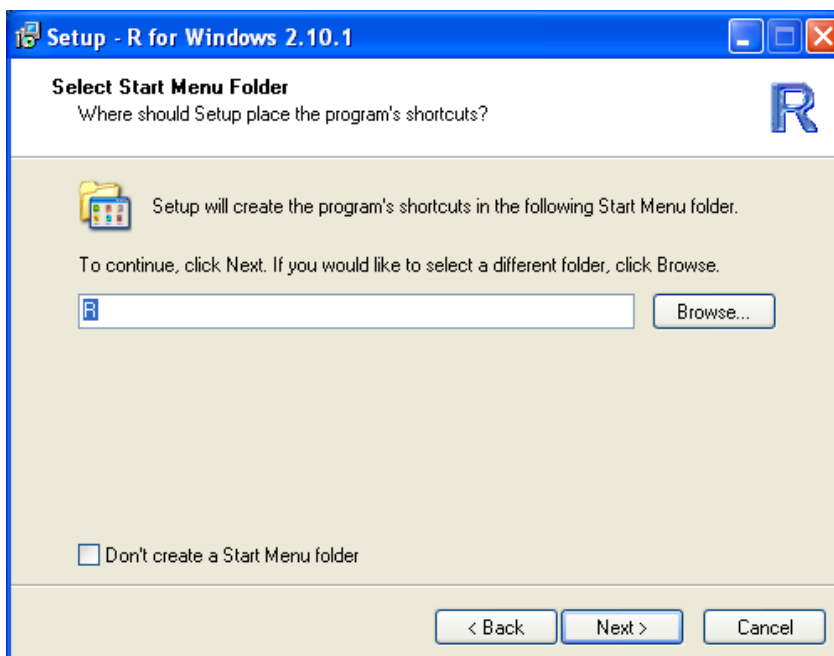 Setup - R for Windows 2.10.1
Select Start Menu Folder
Where should Setup place the program's shortcuts?
R
Setup will create the program's shortcuts in the following Start Menu folder.
To continue, click Next. If you would like to select a different folder, click Browse.
R
Browse...
Don't create a Start Menu folder
< Back
Next >
Cancel